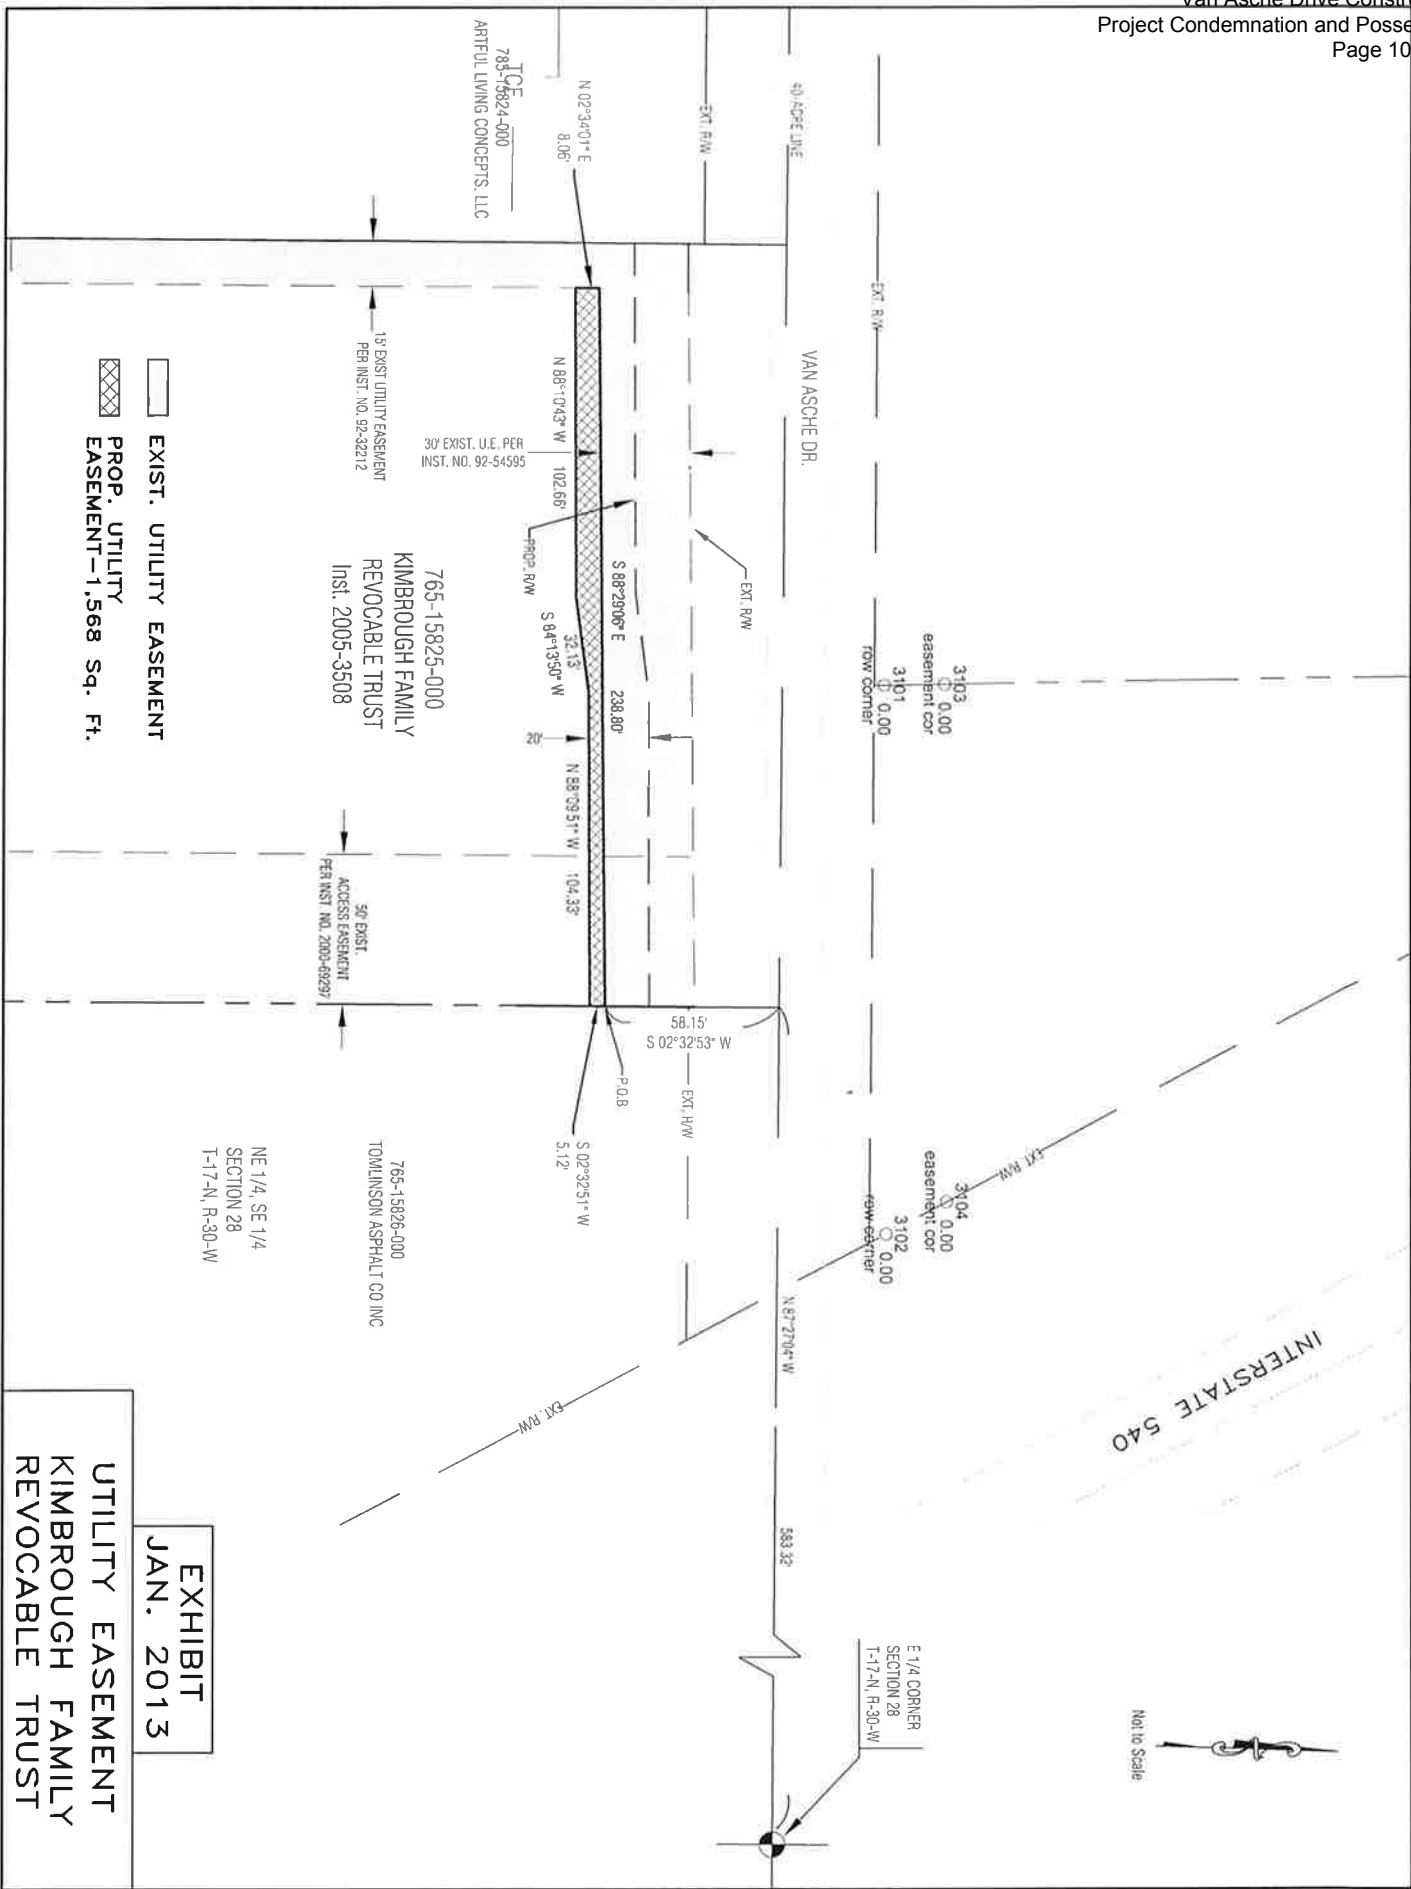 Project Condemnation and Posse
Page 10
Not to Scale
INTERSTATE 540
3103
0.00
easement cor
3101
0.00
row corner
3104
0.00
easement cor
3102
0.00
row corner
E 1/4 CORNER
SECTION 28
T-17-N, R-30-W
EXT. R/W
EXT. R/W
40 ACRE LINE
VAN ASCHE DR.
N 87°27'04" W
583.32'
EXT. R/W
EXT. R/W
EXT. R/W
EXT. R/W
58.15'
S 02°32'53" W
P.O.B
S 02°32'51" W
5.12'
N 02°34'01" E
8.06'
S 88°29'06" E 238.80'
N 88°10'43" W 102.66'
32.13'
S 84°13'50" W
N 88°09'51" W 104.33'
20'
PROP. R/W
30' EXIST. U.E. PER
INST. NO. 92-54595
TCE
785-15824-000
ARTFUL LIVING CONCEPTS, LLC
15' EXIST UTILITY EASEMENT
PER INST. NO. 92-32212
765-15825-000
KIMBROUGH FAMILY
REVOCABLE TRUST
Inst. 2005-3508
50' EXIST.
ACCESS EASEMENT
PER INST NO. 2000-69297
765-15826-000
TOMLINSON ASPHALT CO INC
NE 1/4, SE 1/4
SECTION 28
T-17-N, R-30-W
EXIST. UTILITY EASEMENT
PROP. UTILITY
EASEMENT-1,568 Sq. Ft.
EXHIBIT
JAN. 2013
UTILITY EASEMENT
KIMBROUGH FAMILY
REVOCABLE TRUST